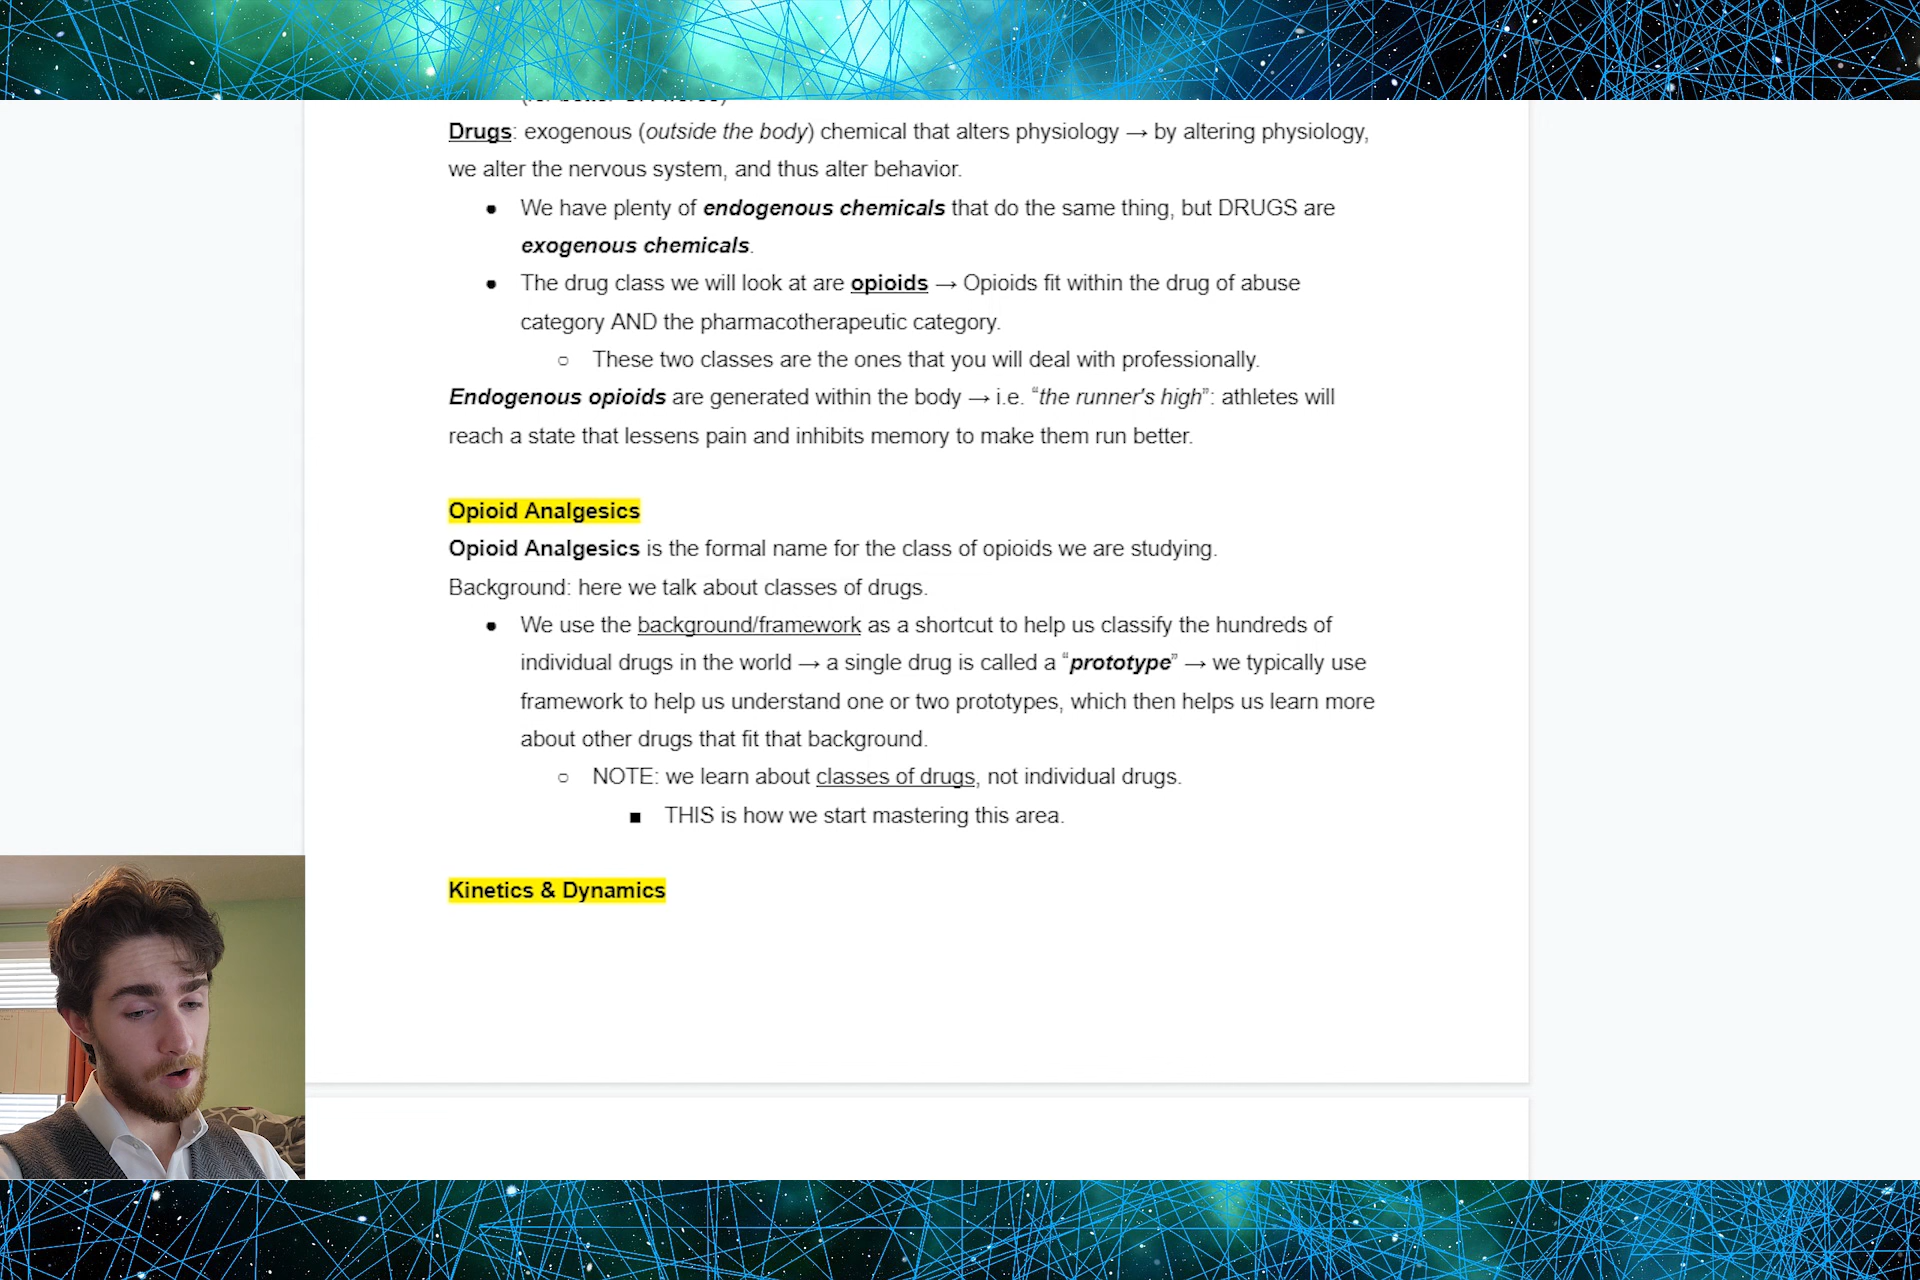 Drugs: exogenous (outside the body) chemical that alters physiology → by altering physiology,
we alter the nervous system, and thus alter behavior.
● We have plenty of endogenous chemicals that do the same thing, but DRUGS are
exogenous chemicals.
● The drug class we will look at are opioids → Opioids fit within the drug of abuse
category AND the pharmacotherapeutic category.
○ These two classes are the ones that you will deal with professionally.
Endogenous opioids are generated within the body → i.e. “the runner's high”: athletes will
reach a state that lessens pain and inhibits memory to make them run better.
Opioid Analgesics
Opioid Analgesics is the formal name for the class of opioids we are studying.
Background: here we talk about classes of drugs.
● We use the background/framework as a shortcut to help us classify the hundreds of
individual drugs in the world → a single drug is called a “prototype” → we typically use
framework to help us understand one or two prototypes, which then helps us learn more
about other drugs that fit that background.
○ NOTE: we learn about classes of drugs, not individual drugs.
■ THIS is how we start mastering this area.
Kinetics & Dynamics